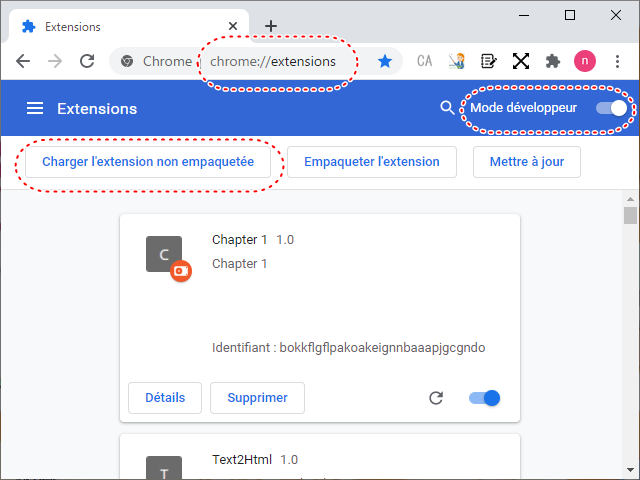 Extensions
Chrome | chrome://extensions
CA
n
Extensions
Mode développeur
Charger l'extension non empaquetée
Empaqueter l'extension
Mettre à jour
C
Chapter 1 1.0
Chapter 1
Identifiant : bokkflgflpakoakeignnbaaapjgcgndo
Détails
Supprimer
T
Text2Html 1.0